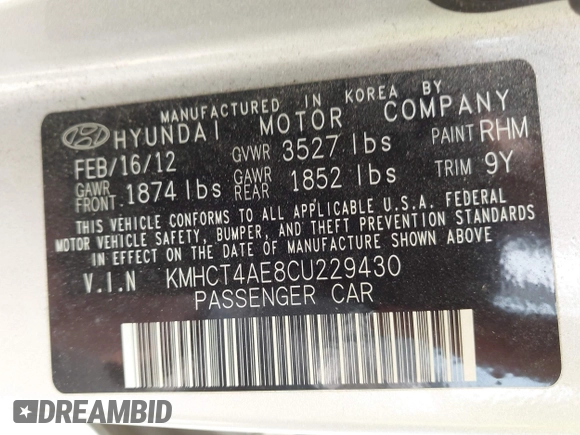 MANUFACTURED IN KOREA BY
HYUNDAI MOTOR COMPANY
FEB/16/12 GVWR 3527 lbs PAINT RHM
GAWR FRONT 1874 lbs GAWR REAR 1852 lbs TRIM 9Y
THIS VEHICLE CONFORMS TO ALL APPLICABLE U.S.A. FEDERAL
MOTOR VEHICLE SAFETY, BUMPER, AND THEFT PREVENTION STANDARDS
IN EFFECT ON THE DATE OF MANUFACTURE SHOWN ABOVE
V.I.N KMHCT4AE8CU229430
PASSENGER CAR
DREAMBID